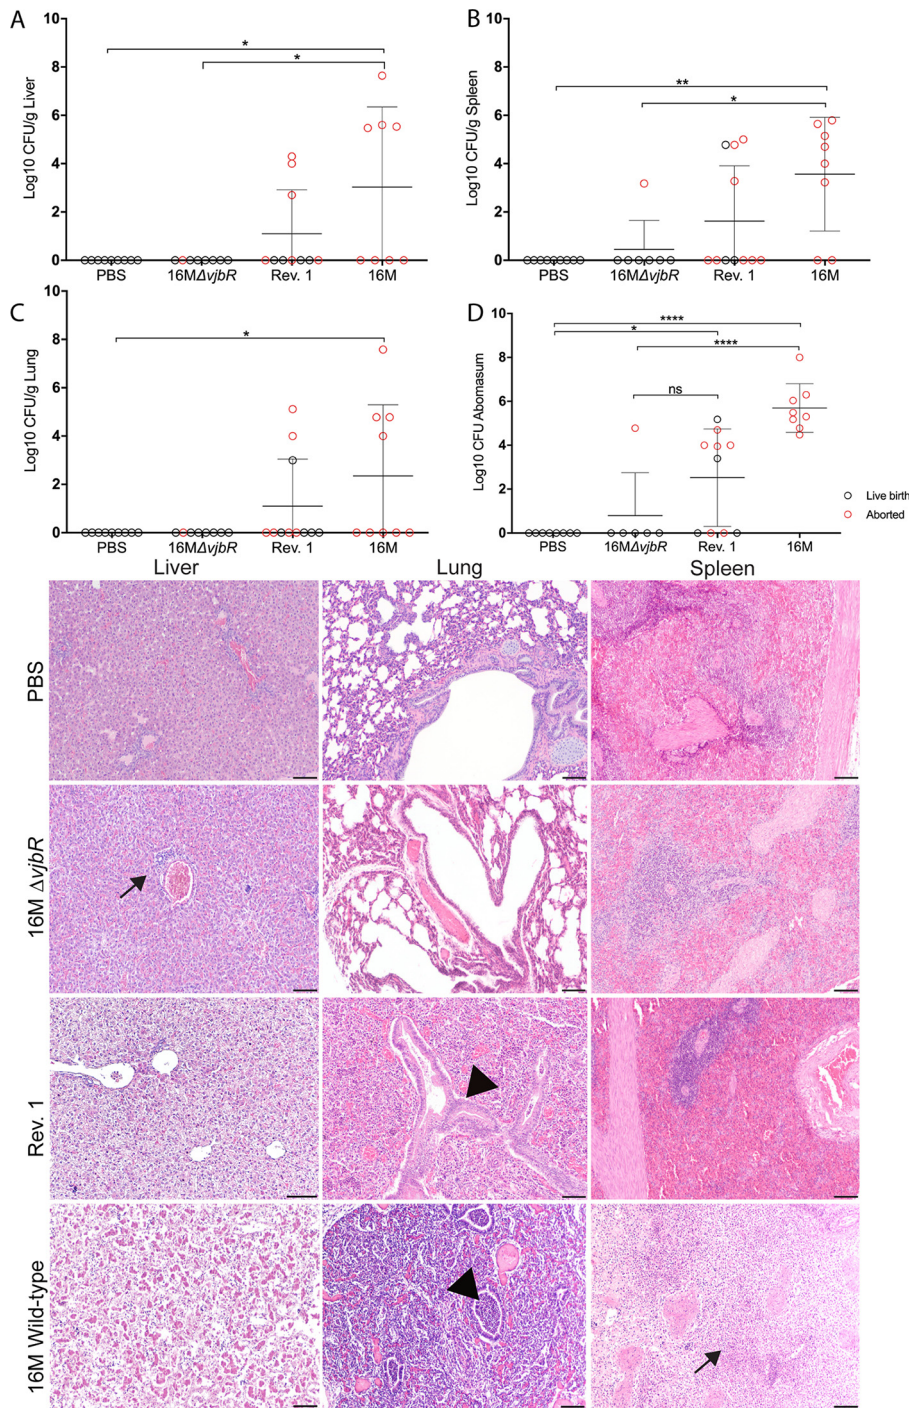 A
Log10 CFU/g Liver
10
8
6
4
2
0
*
*
PBS
16MΔvjbR
Rev. 1
16M
B
Log10 CFU/g Spleen
10
8
6
4
2
0
**
*
PBS
16MΔvjbR
Rev. 1
16M
C
Log10 CFU/g Lung
10
8
6
4
2
0
*
PBS
16MΔvjbR
Rev. 1
16M
D
Log10 CFU Abomasum
10
8
6
4
2
0
****
*
****
ns
PBS
16MΔvjbR
Rev. 1
16M
Live birth
Aborted
Liver
Lung
Spleen
PBS
16M ΔvjbR
Rev. 1
16M Wild-type